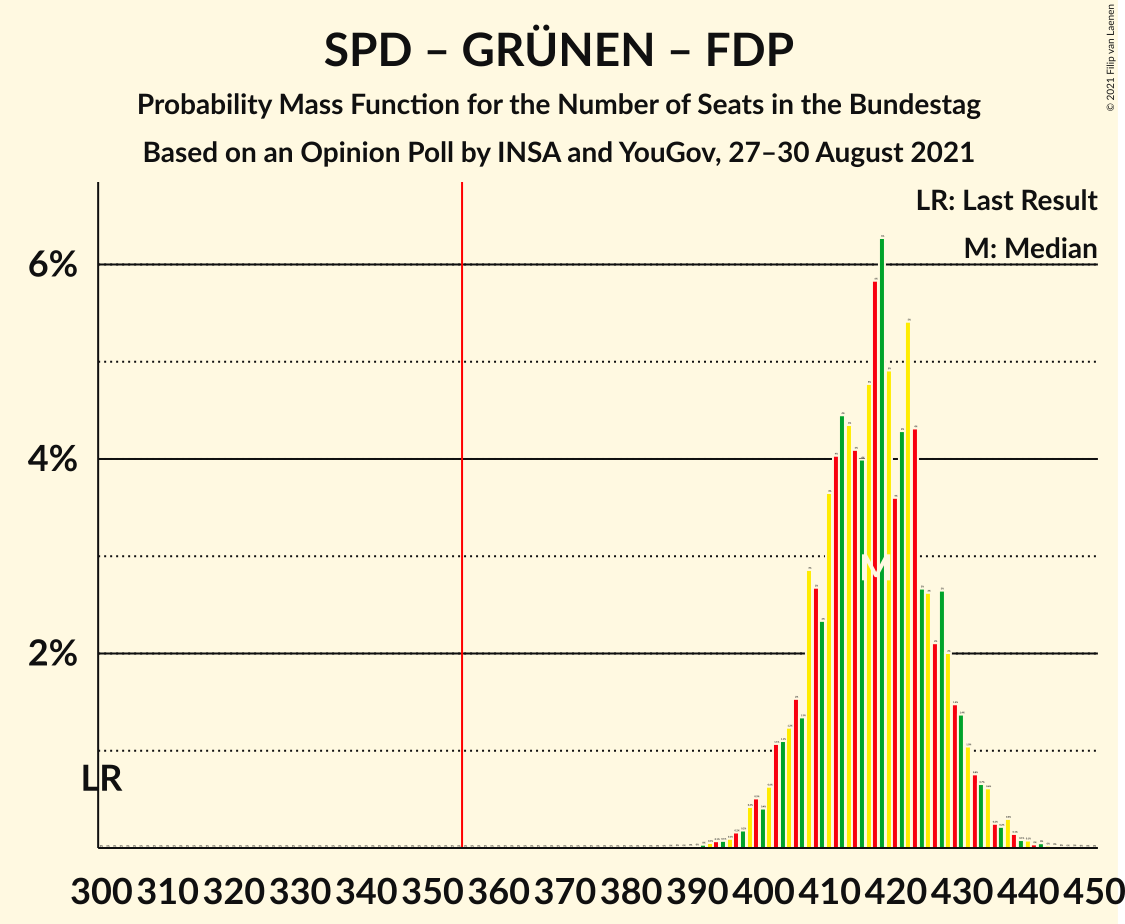 SPD – GRÜNEN – FDP
Probability Mass Function for the Number of Seats in the Bundestag
Based on an Opinion Poll by INSA and YouGov, 27–30 August 2021
© 2021 Filip van Laenen
LR: Last Result
M: Median
6%
4%
2%
M
LR
300 310 320 330 340 350 360 370 380 390 400 410 420 430 440 450